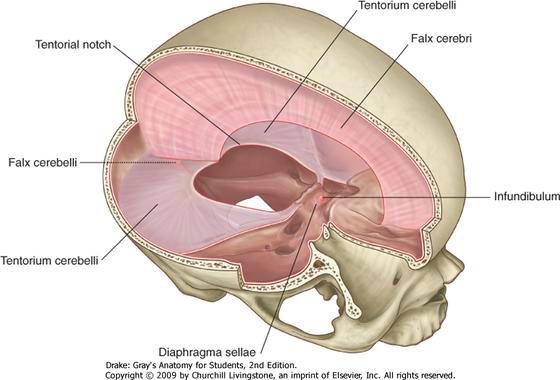 Tentorium cerebelli
Tentorial notch
Falx cerebri
Falx cerebelli
Infundibulum
Tentorium cerebelli
Diaphragma sellae
Drake: Gray's Anatomy for Students, 2nd Edition.
Copyright © 2009 by Churchill Livingstone, an imprint of Elsevier, Inc. All rights reserved.